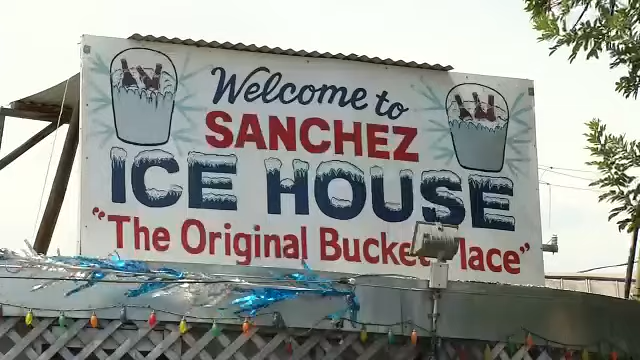 Welcome to
SANCHEZ
ICE HOUSE
"The Original Bucket Place"